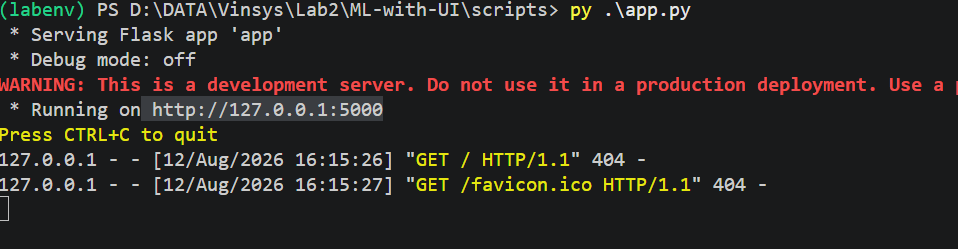 (labenv) PS D:\DATA\Vinsys\Lab2\ML-with-UI\scripts> py .\app.py
 * Serving Flask app 'app'
 * Debug mode: off
WARNING: This is a development server. Do not use it in a production deployment. Use a
 * Running on http://127.0.0.1:5000
Press CTRL+C to quit
127.0.0.1 - - [12/Aug/2026 16:15:26] "GET / HTTP/1.1" 404 -
127.0.0.1 - - [12/Aug/2026 16:15:27] "GET /favicon.ico HTTP/1.1" 404 -